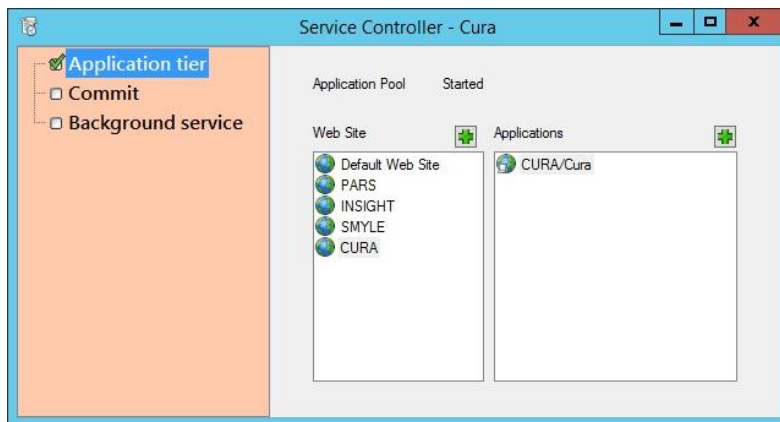 Service Controller - Cura
Application tier
Commit
Background service
Application Pool Started
Web Site Applications
Default Web Site
PARS
INSIGHT
SMYLE
CURA
CURA/Cura